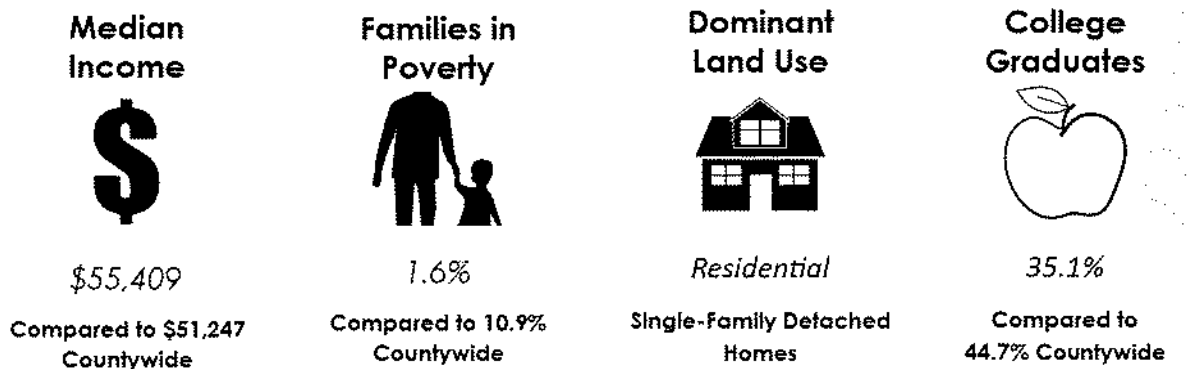 Median
Income
$
$55,409
Compared to $51,247
Countywide
Families in
Poverty
1.6%
Compared to 10.9%
Countywide
Dominant
Land Use
Residential
Single-Family Detached
Homes
College
Graduates
35.1%
Compared to
44.7% Countywide